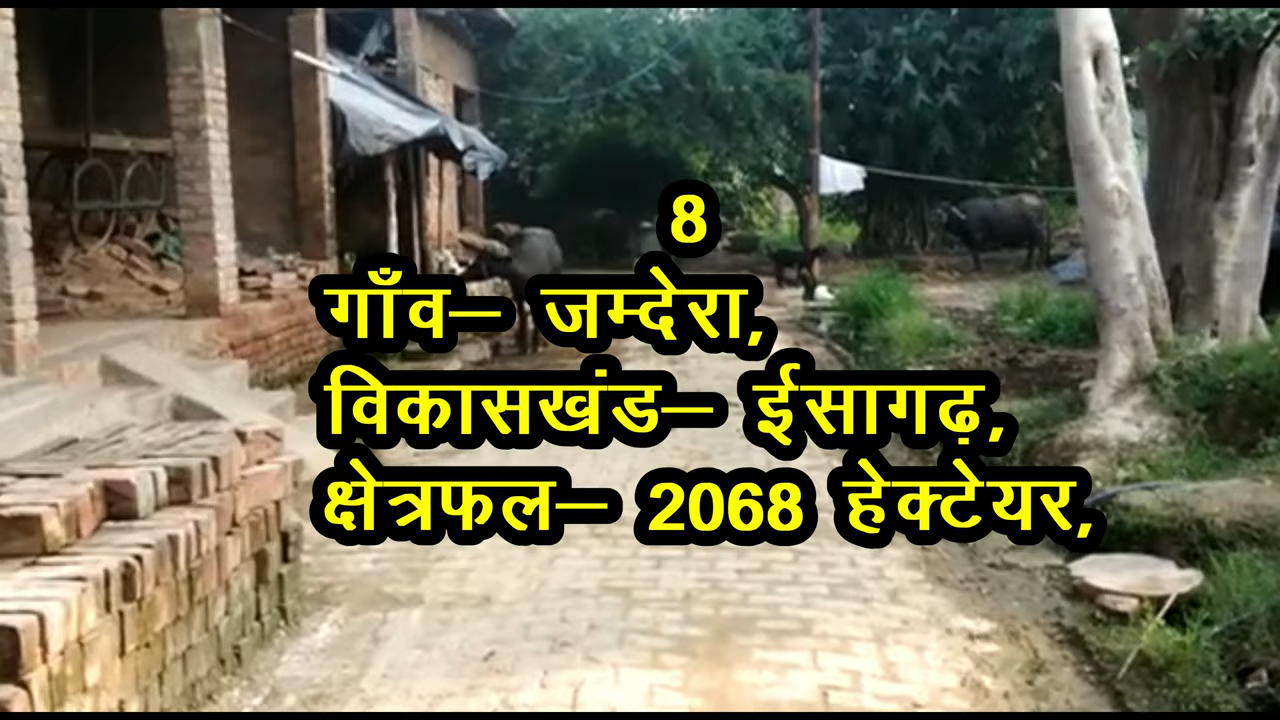 8
गाँव– जम्देरा,
विकासखंड– ईसागढ़,
क्षेत्रफल– 2068 हेक्टेयर,